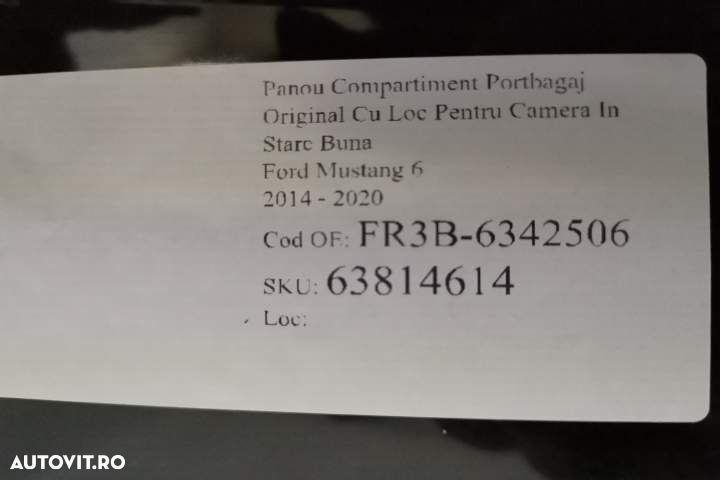 Panou Compartiment Portbagaj
Original Cu Loc Pentru Camera In
Stare Buna
Ford Mustang 6
2014 - 2020
Cod OE: FR3B-6342506
SKU: 63814614
Loc:
AUTOVIT.RO